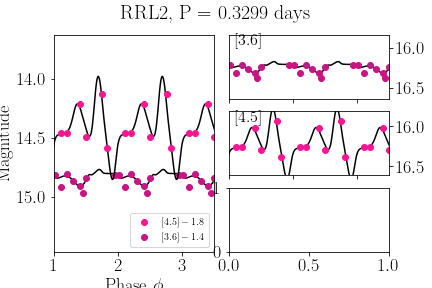 RRL2, P = 0.3299 days
[3.6]
16.0
16.5
[4.5]
16.0
16.5
14.0
14.5
15.0
Magnitude
[4.5] − 1.8
[3.6] − 1.4
1
0
1 2 3
0.0 0.5 1.0
Phase ϕ